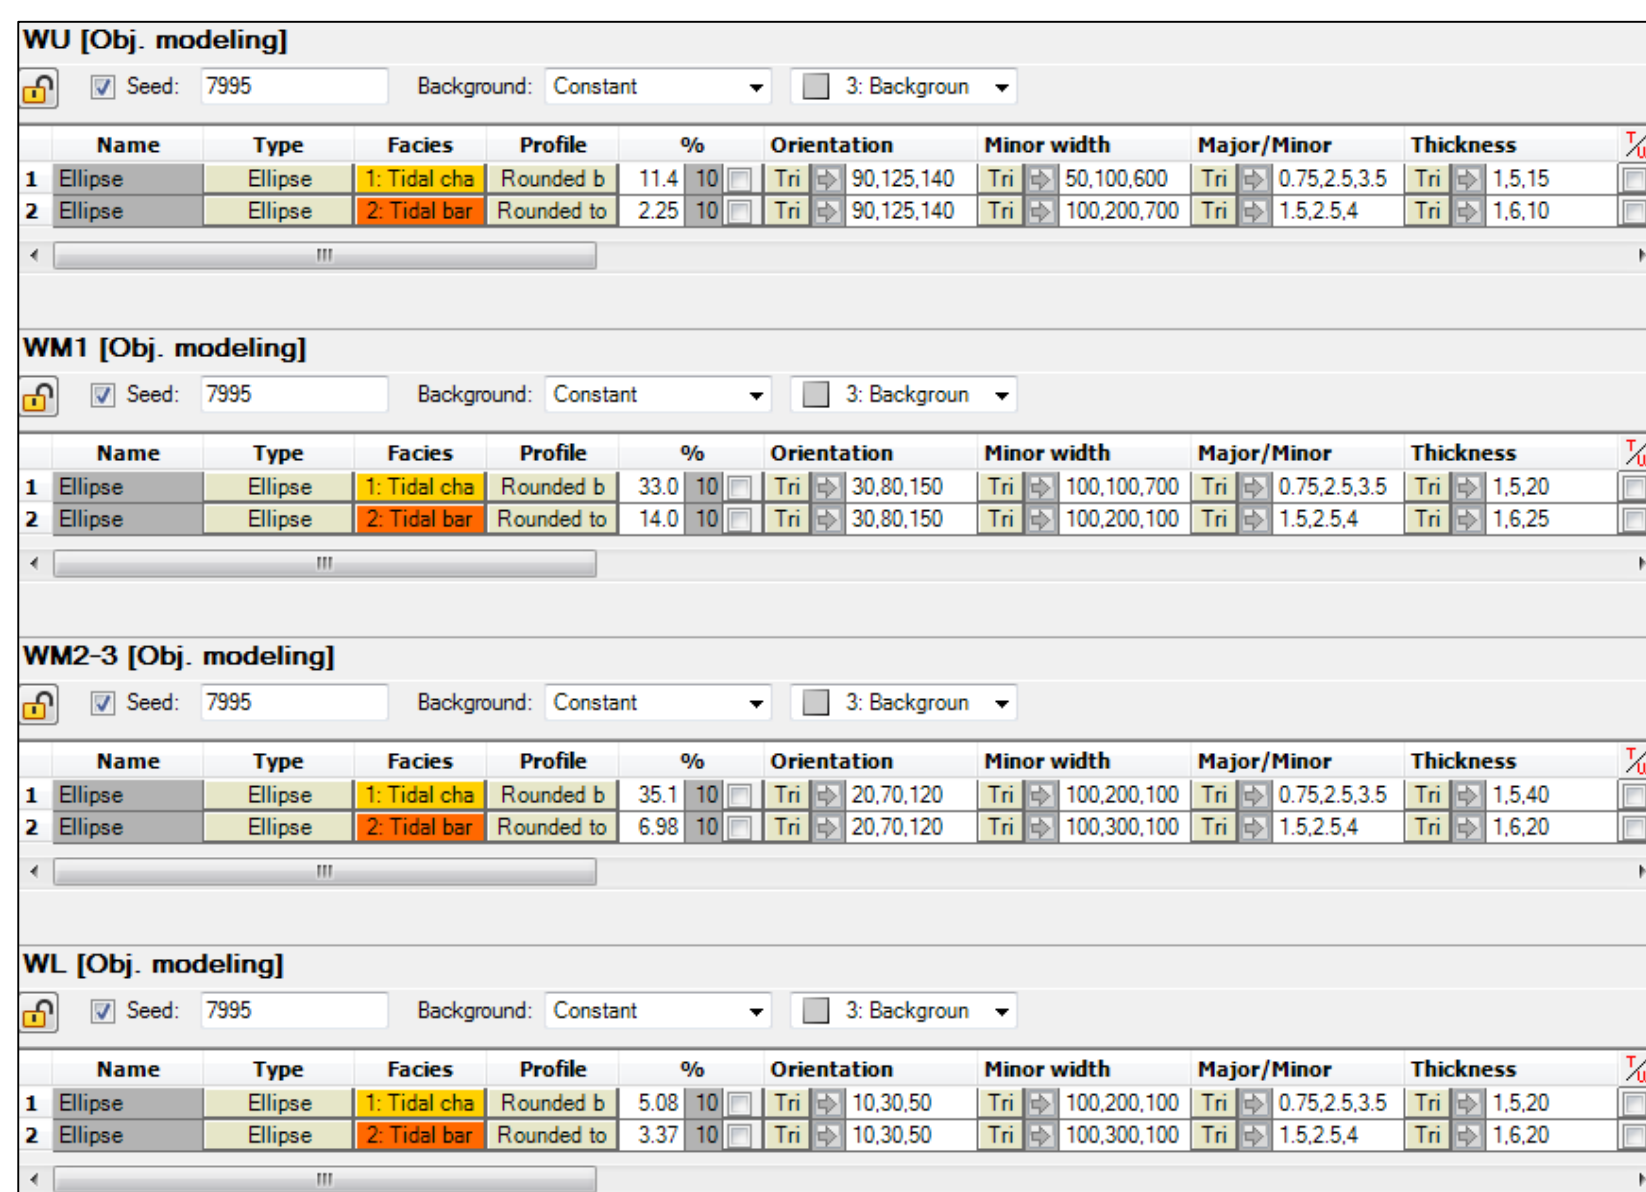 WU [Obj. modeling]
Seed: 7995 Background: Constant 3: Backgroun
Name Type Facies Profile % Orientation Minor width Major/Minor Thickness
1 Ellipse Ellipse 1: Tidal cha Rounded b 11.4 10 Tri 90,125,140 Tri 50,100,600 Tri 0.75,2.5,3.5 Tri 1,5,15
2 Ellipse Ellipse 2: Tidal bar Rounded to 2.25 10 Tri 90,125,140 Tri 100,200,700 Tri 1.5,2.5,4 Tri 1,6,10
WM1 [Obj. modeling]
Seed: 7995 Background: Constant 3: Backgroun
Name Type Facies Profile % Orientation Minor width Major/Minor Thickness
1 Ellipse Ellipse 1: Tidal cha Rounded b 33.0 10 Tri 30,80,150 Tri 100,100,700 Tri 0.75,2.5,3.5 Tri 1,5,20
2 Ellipse Ellipse 2: Tidal bar Rounded to 14.0 10 Tri 30,80,150 Tri 100,200,100 Tri 1.5,2.5,4 Tri 1,6,25
WM2-3 [Obj. modeling]
Seed: 7995 Background: Constant 3: Backgroun
Name Type Facies Profile % Orientation Minor width Major/Minor Thickness
1 Ellipse Ellipse 1: Tidal cha Rounded b 35.1 10 Tri 20,70,120 Tri 100,200,100 Tri 0.75,2.5,3.5 Tri 1,5,40
2 Ellipse Ellipse 2: Tidal bar Rounded to 6.98 10 Tri 20,70,120 Tri 100,300,100 Tri 1.5,2.5,4 Tri 1,6,20
WL [Obj. modeling]
Seed: 7995 Background: Constant 3: Backgroun
Name Type Facies Profile % Orientation Minor width Major/Minor Thickness
1 Ellipse Ellipse 1: Tidal cha Rounded b 5.08 10 Tri 10,30,50 Tri 100,200,100 Tri 0.75,2.5,3.5 Tri 1,5,20
2 Ellipse Ellipse 2: Tidal bar Rounded to 3.37 10 Tri 10,30,50 Tri 100,300,100 Tri 1.5,2.5,4 Tri 1,6,20